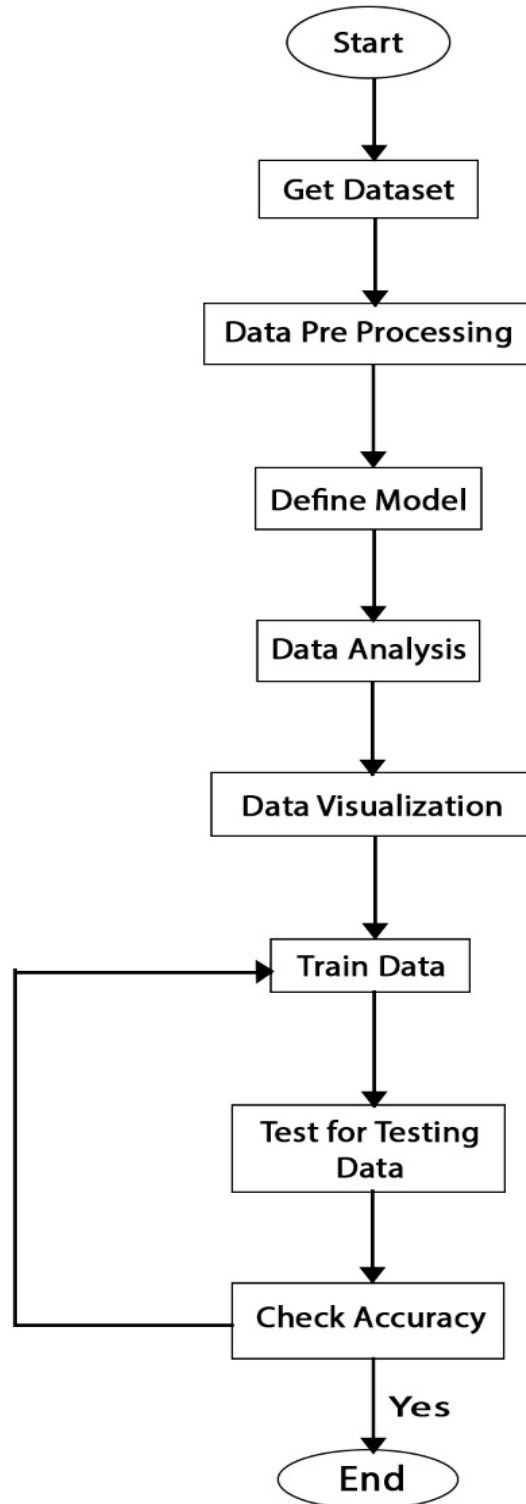 Start
Get Dataset
Data Pre Processing
Define Model
Data Analysis
Data Visualization
Train Data
Test for Testing
Data
Check Accuracy
Yes
End